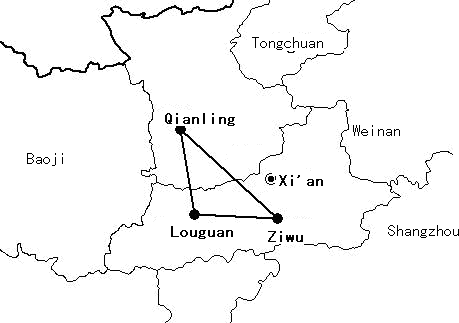 Tongchuan
Qianling
Weinan
Baoji
Xi'an
Louguan
Ziwu
Shangzhou